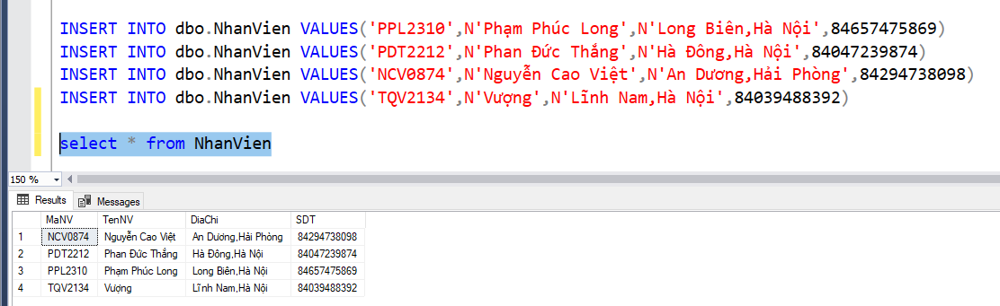 INSERT INTO dbo.NhanVien VALUES('PPL2310',N'Phạm Phúc Long',N'Long Biên,Hà Nội',84657475869)
INSERT INTO dbo.NhanVien VALUES('PDT2212',N'Phan Đức Thắng',N'Hà Đông,Hà Nội',84047239874)
INSERT INTO dbo.NhanVien VALUES('NCV0874',N'Nguyễn Cao Việt',N'An Dương,Hải Phòng',84294738098)
INSERT INTO dbo.NhanVien VALUES('TQV2134',N'Vượng',N'Lĩnh Nam,Hà Nội',84039488392)
select * from NhanVien
150 %
Results Messages
MaNV TenNV DiaChi SDT
1 NCV0874 Nguyễn Cao Việt An Dương,Hải Phòng 84294738098
2 PDT2212 Phan Đức Thắng Hà Đông,Hà Nội 84047239874
3 PPL2310 Phạm Phúc Long Long Biên,Hà Nội 84657475869
4 TQV2134 Vượng Lĩnh Nam,Hà Nội 84039488392